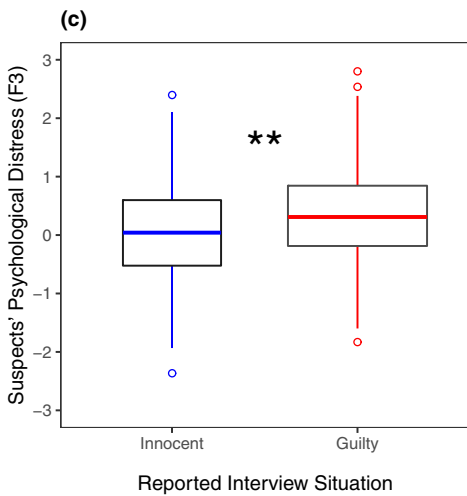 (c)
Suspects' Psychological Distress (F3)
3
2
1
0
−1
−2
−3
**
Innocent Guilty
Reported Interview Situation